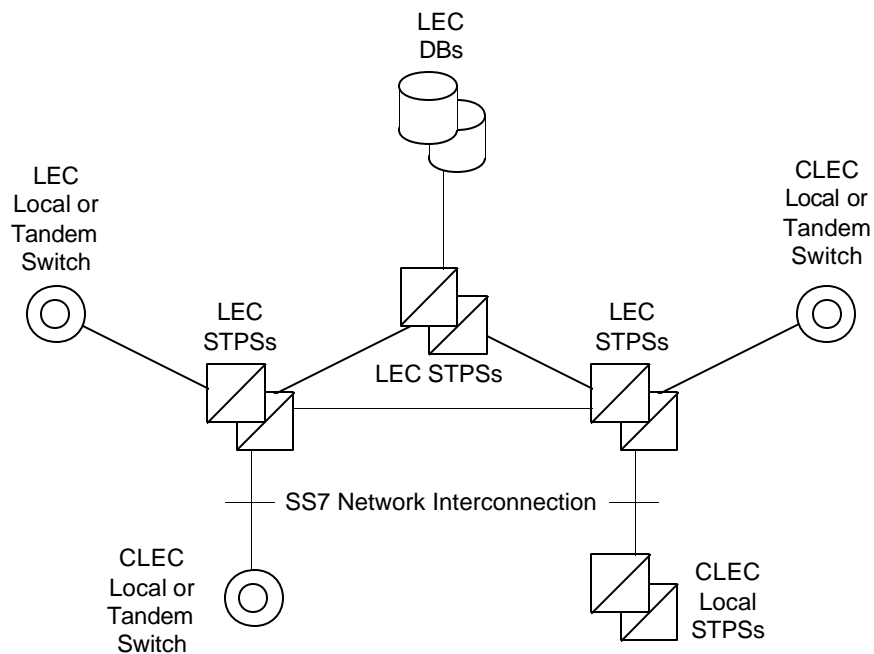 LEC
DBs
LEC
Local or
Tandem
Switch
CLEC
Local or
Tandem
Switch
LEC
STPSs
LEC
STPSs
LEC STPSs
SS7 Network Interconnection
CLEC
Local or
Tandem
Switch
CLEC
Local
STPSs